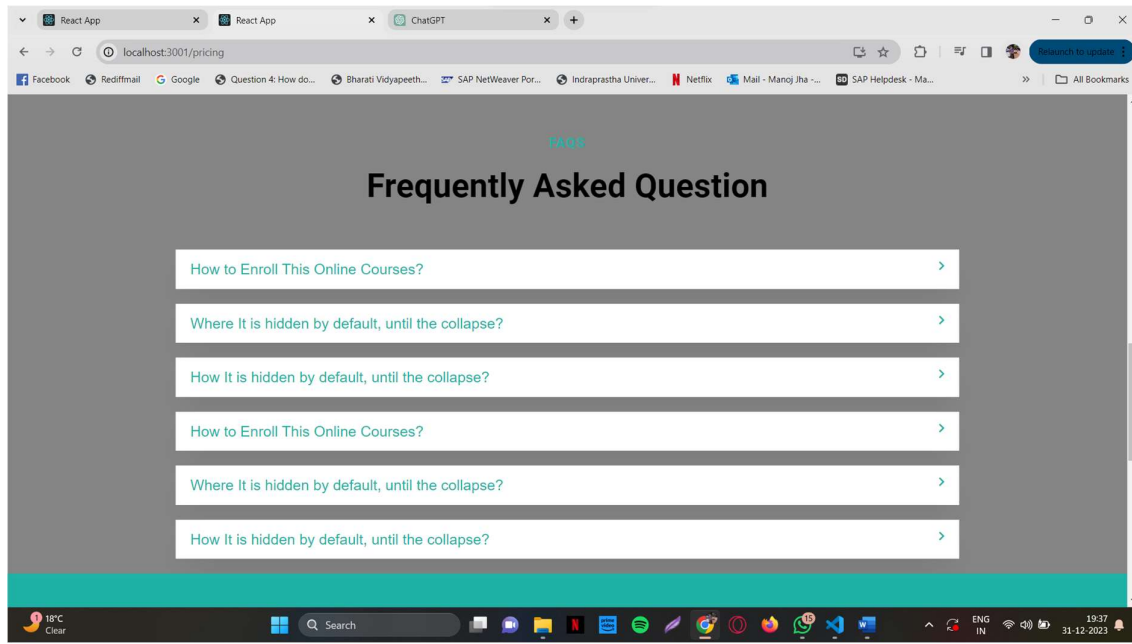 React App
React App
ChatGPT
localhost:3001/pricing
Relaunch to update
Facebook Rediffmail Google Question 4: How do... Bharati Vidyapeeth... SAP NetWeaver Por... Indraprastha Univer... Netflix Mail - Manoj Jha -... SD SAP Helpdesk - Ma... » All Bookmarks
FAQS
Frequently Asked Question
How to Enroll This Online Courses?
Where It is hidden by default, until the collapse?
How It is hidden by default, until the collapse?
How to Enroll This Online Courses?
Where It is hidden by default, until the collapse?
How It is hidden by default, until the collapse?
1 18°C
Clear
Search
prime video
15
ENG
IN
19:37
31-12-2023